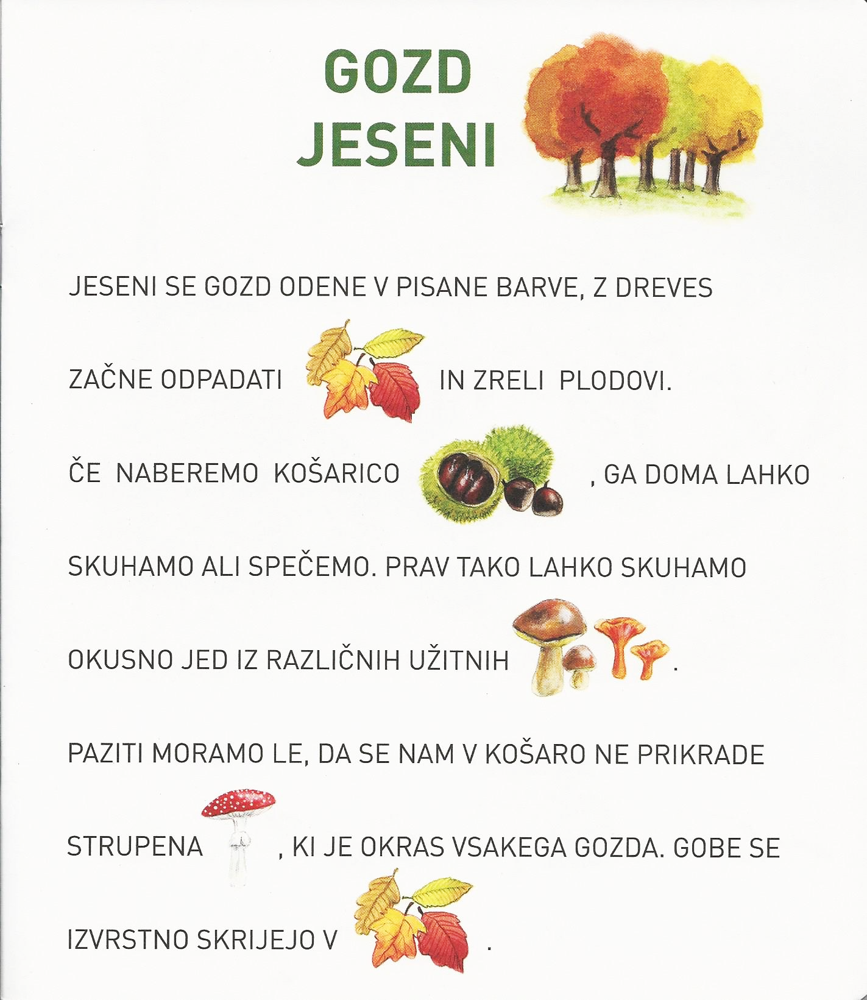 GOZD
JESENI
JESENI SE GOZD ODENE V PISANE BARVE, Z DREVES
ZAČNE ODPADATI IN ZRELI PLODOVI.
ČE NABEREMO KOŠARICO , GA DOMA LAHKO
SKUHAMO ALI SPEČEMO. PRAV TAKO LAHKO SKUHAMO
OKUSNO JED IZ RAZLIČNIH UŽITNIH .
PAZITI MORAMO LE, DA SE NAM V KOŠARO NE PRIKRADE
STRUPENA , KI JE OKRAS VSAKEGA GOZDA. GOBE SE
IZVRSTNO SKRIJEJO V .